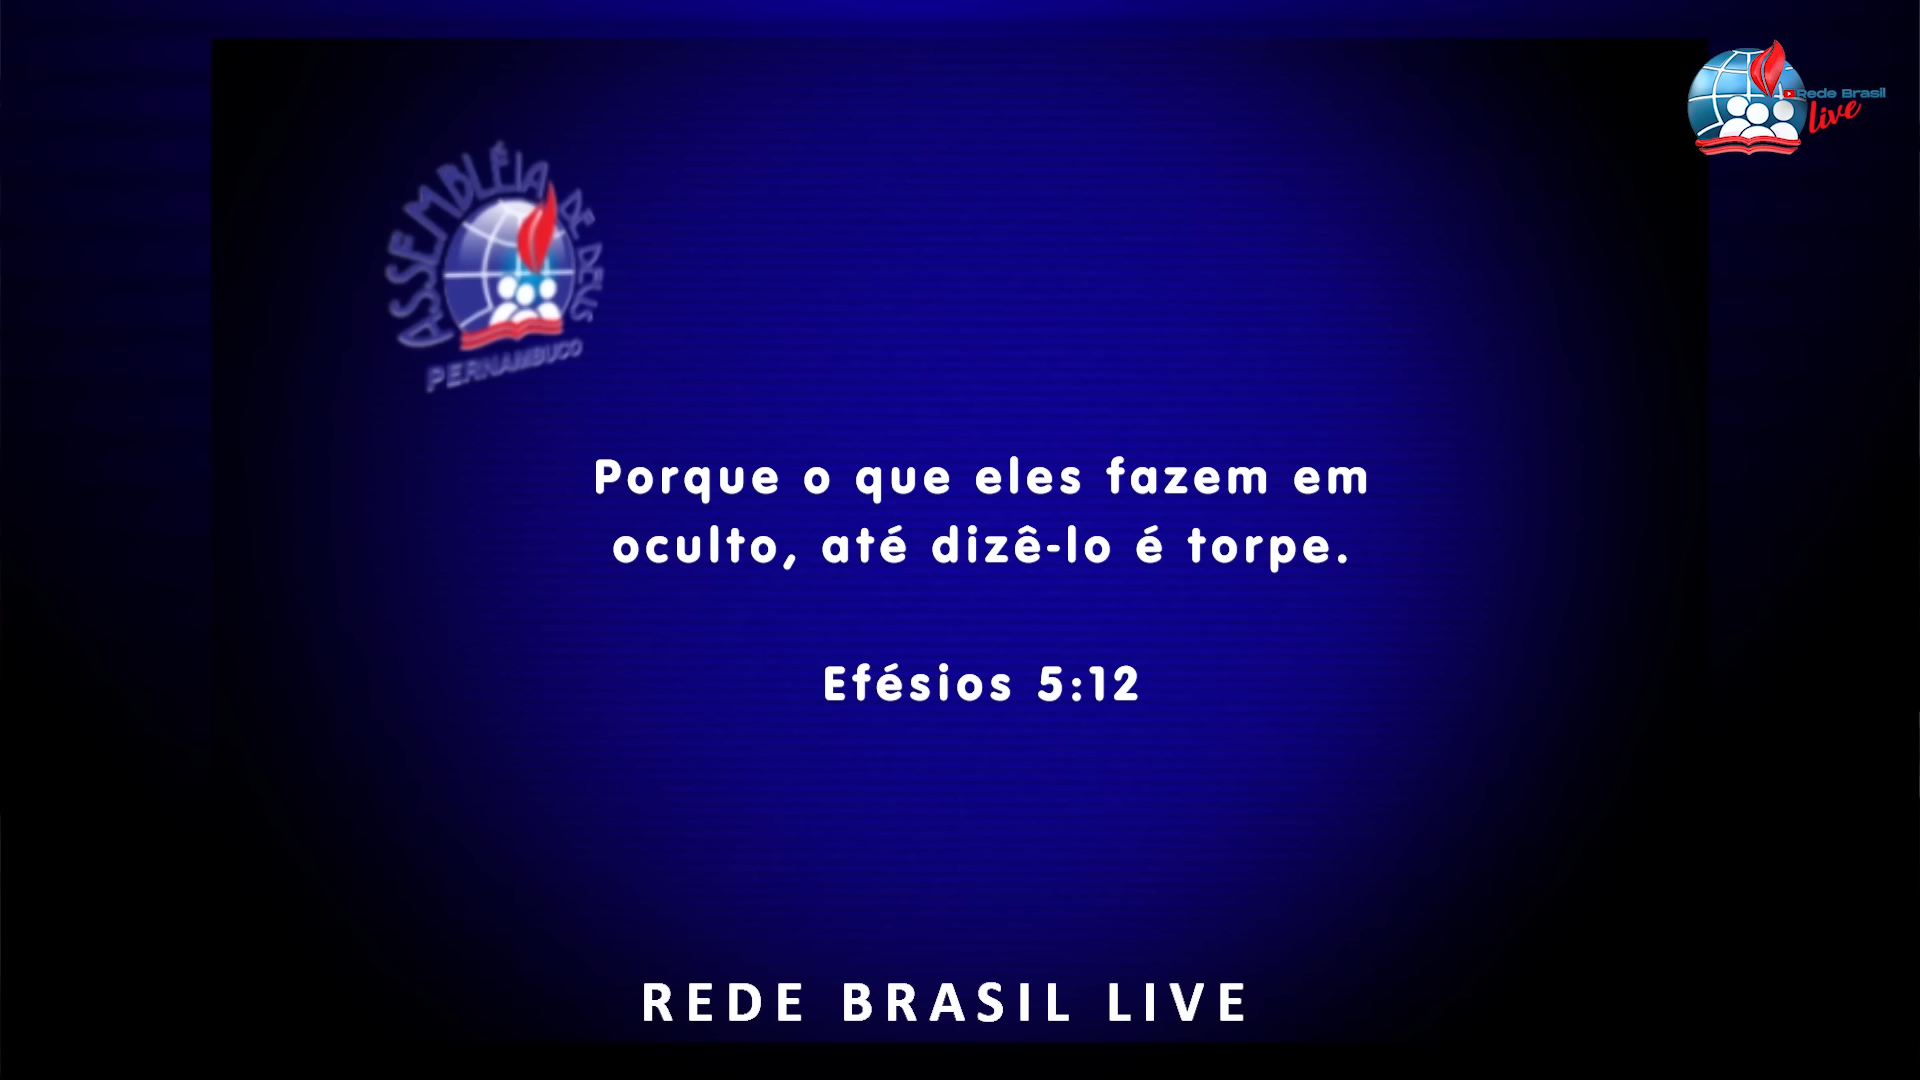 Rede Brasil
live
ASSEMBLÉIA DE DEUS
PERNAMBUCO
Porque o que eles fazem em
oculto, até dizê-lo é torpe.
Efésios 5:12
REDE BRASIL LIVE